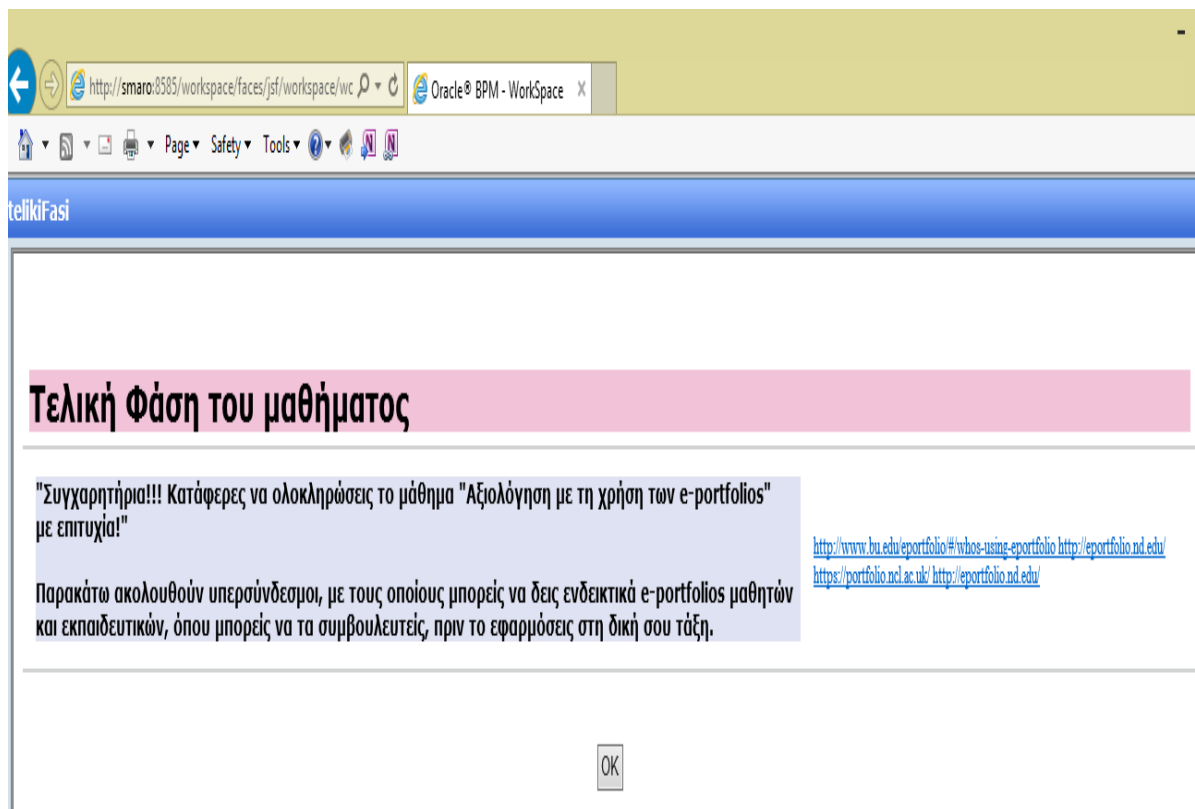 http://smaro:8585/workspace/faces/jsf/workspace/wc
Oracle® BPM - WorkSpace
Page Safety Tools
telikiFasi
Τελική Φάση του μαθήματος
"Συγχαρητήρια!!! Κατάφερες να ολοκληρώσεις το μάθημα "Αξιολόγηση με τη χρήση των e-portfolios"
με επιτυχία!"
Παρακάτω ακολουθούν υπερσύνδεσμοι, με τους οποίους μπορείς να δεις ενδεικτικά e-portfolios μαθητών
και εκπαιδευτικών, όπου μπορείς να τα συμβουλευτείς, πριν το εφαρμόσεις στη δική σου τάξη.
http://www.bu.edu/eportfolio/#/whos-using-eportfolio http://eportfolio.nd.edu/
https://portfolio.ncl.ac.uk/ http://eportfolio.nd.edu/
OK